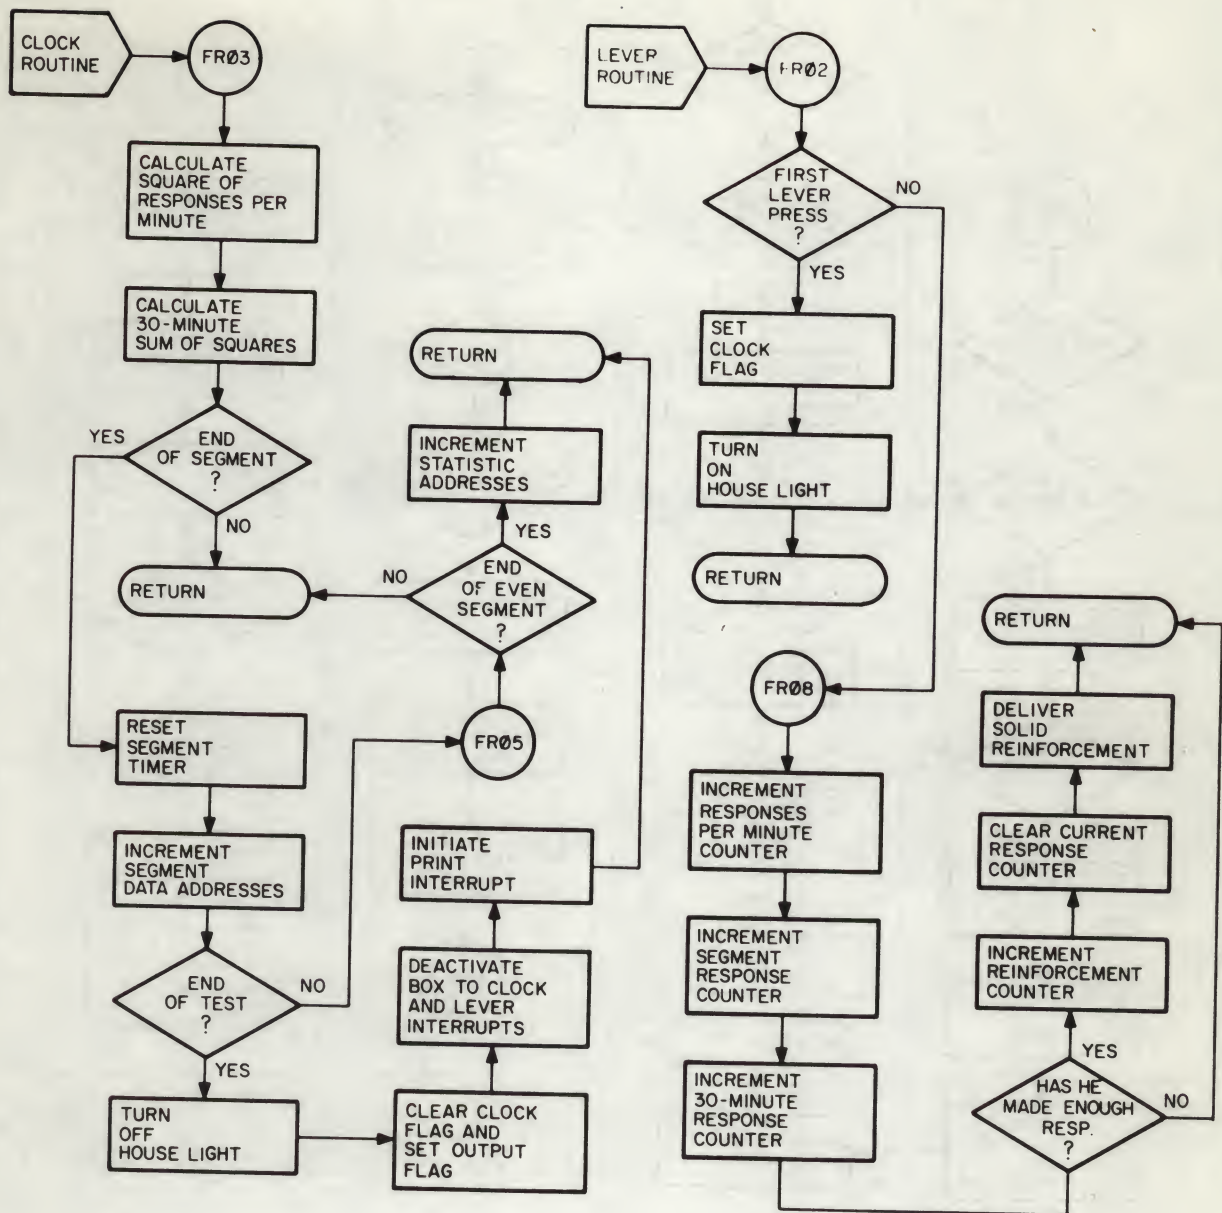 CLOCK
ROUTINE
FRØ3
CALCULATE
SQUARE OF
RESPONSES PER
MINUTE
CALCULATE
30-MINUTE
SUM OF SQUARES
YES
END
OF SEGMENT
?
NO
RETURN
RESET
SEGMENT
TIMER
INCREMENT
SEGMENT
DATA ADDRESSES
END
OF TEST
?
NO
YES
TURN
OFF
HOUSE LIGHT
RETURN
INCREMENT
STATISTIC
ADDRESSES
YES
NO
END
OF EVEN
SEGMENT
?
FRØ5
INITIATE
PRINT
INTERRUPT
DEACTIVATE
BOX TO CLOCK
AND LEVER
INTERRUPTS
CLEAR CLOCK
FLAG AND
SET OUTPUT
FLAG
LEVER
ROUTINE
FRØ2
FIRST
LEVER
PRESS
?
NO
YES
SET
CLOCK
FLAG
TURN
ON
HOUSE LIGHT
RETURN
FRØ8
INCREMENT
RESPONSES
PER MINUTE
COUNTER
INCREMENT
SEGMENT
RESPONSE
COUNTER
INCREMENT
30-MINUTE
RESPONSE
COUNTER
RETURN
DELIVER
SOLID
REINFORCEMENT
CLEAR CURRENT
RESPONSE
COUNTER
INCREMENT
REINFORCEMENT
COUNTER
YES
HAS HE
MADE ENOUGH
RESP.
?
NO